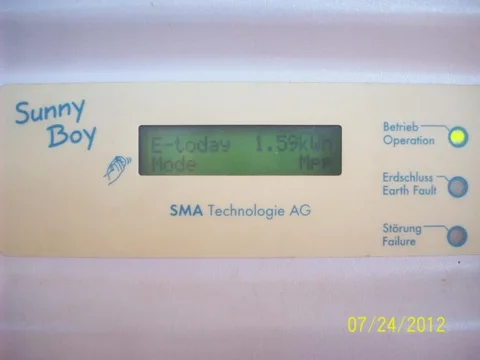 Sunny
Boy
E-today 1.59kWh
Mode Mpp
SMA Technologie AG
Betrieb
Operation
Erdschluss
Earth Fault
Störung
Failure
07/24/2012